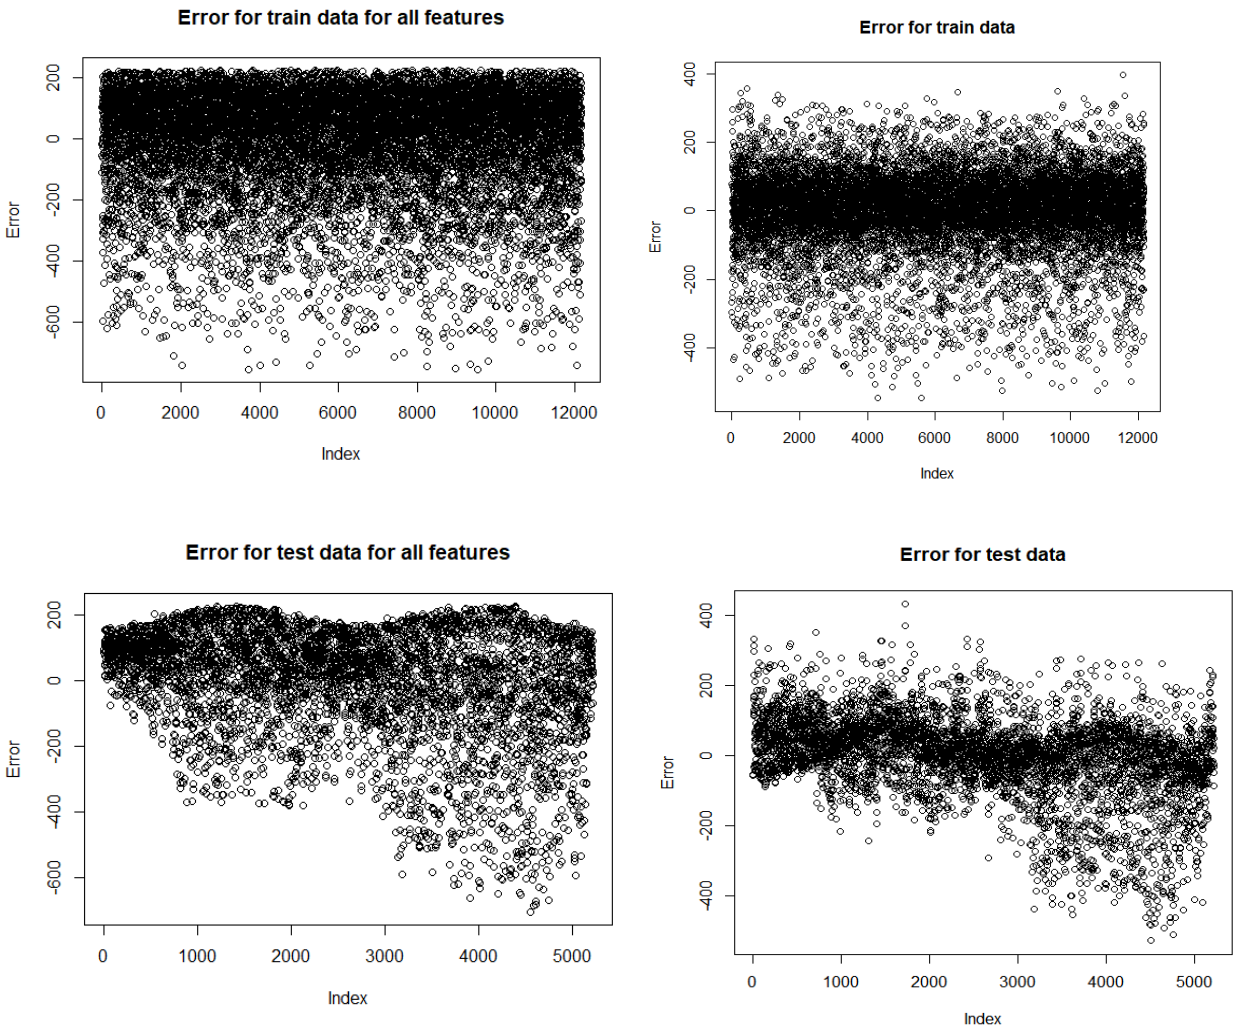 Error for train data for all features
200
0
-200
-400
-600
Error
0 2000 4000 6000 8000 10000 12000
Index
Error for train data
400
200
0
-200
-400
Error
0 2000 4000 6000 8000 10000 12000
Index
Error for test data for all features
200
0
-200
-400
-600
Error
0 1000 2000 3000 4000 5000
Index
Error for test data
400
200
0
-200
-400
Error
0 1000 2000 3000 4000 5000
Index